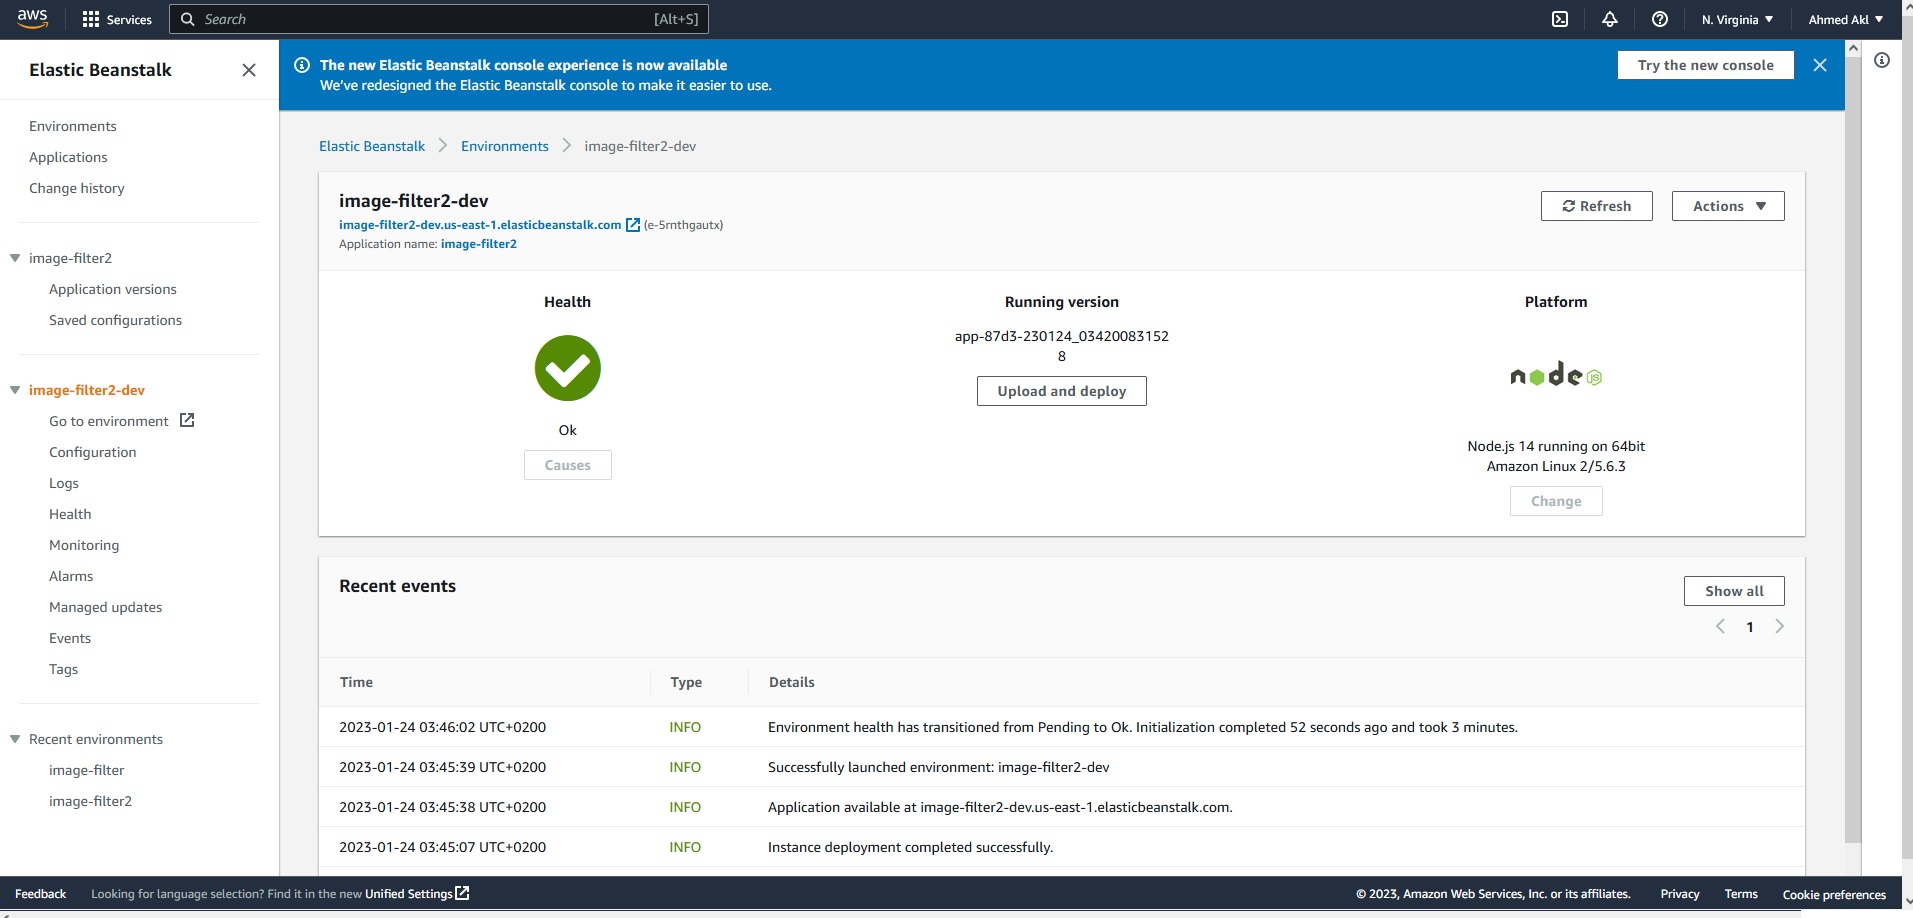 aws
Services
Search
[Alt+S]
N. Virginia
Ahmed Akl
Elastic Beanstalk
Environments
Applications
Change history
image-filter2
Application versions
Saved configurations
image-filter2-dev
Go to environment
Configuration
Logs
Health
Monitoring
Alarms
Managed updates
Events
Tags
Recent environments
image-filter
image-filter2
The new Elastic Beanstalk console experience is now available
We've redesigned the Elastic Beanstalk console to make it easier to use.
Try the new console
Elastic Beanstalk
Environments
image-filter2-dev
image-filter2-dev
image-filter2-dev.us-east-1.elasticbeanstalk.com (e-5rnthgautx)
Application name: image-filter2
Refresh
Actions
Health
Ok
Causes
Running version
app-87d3-230124_03420083152
8
Upload and deploy
Platform
node JS
Node.js 14 running on 64bit
Amazon Linux 2/5.6.3
Change
Recent events
Show all
1
Time Type Details
2023-01-24 03:46:02 UTC+0200 INFO Environment health has transitioned from Pending to Ok. Initialization completed 52 seconds ago and took 3 minutes.
2023-01-24 03:45:39 UTC+0200 INFO Successfully launched environment: image-filter2-dev
2023-01-24 03:45:38 UTC+0200 INFO Application available at image-filter2-dev.us-east-1.elasticbeanstalk.com.
2023-01-24 03:45:07 UTC+0200 INFO Instance deployment completed successfully.
Feedback
Looking for language selection? Find it in the new Unified Settings
© 2023, Amazon Web Services, Inc. or its affiliates.
Privacy
Terms
Cookie preferences